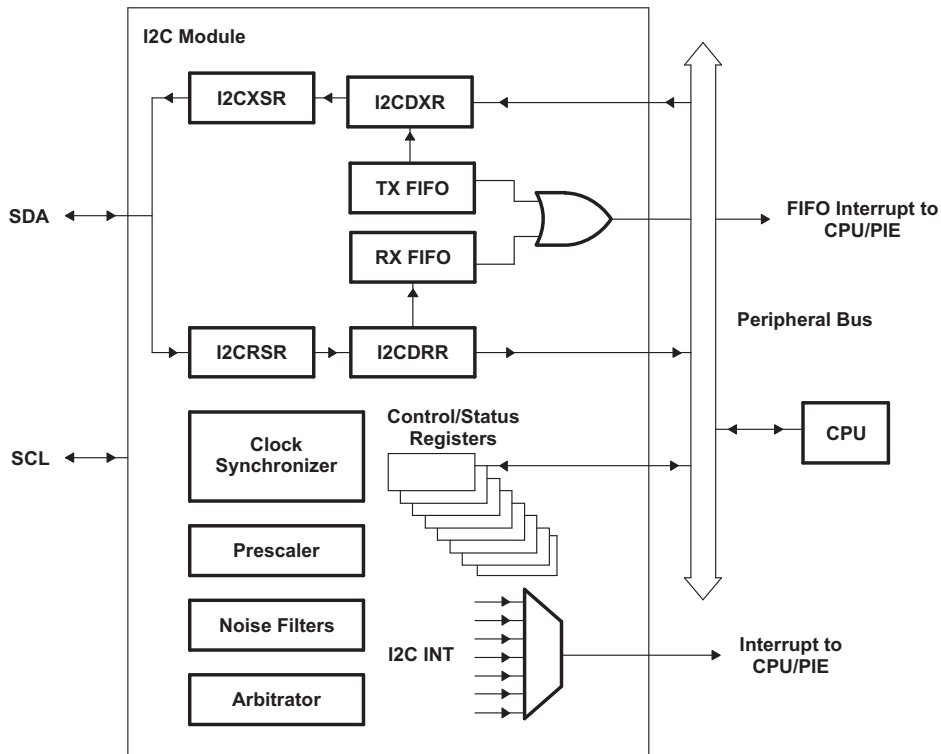 I2C Module
I2CXSR
I2CDXR
TX FIFO
SDA
FIFO Interrupt to
CPU/PIE
RX FIFO
Peripheral Bus
I2CRSR
I2CDRR
Control/Status
Registers
Clock
Synchronizer
SCL
CPU
Prescaler
Noise Filters
I2C INT
Interrupt to
CPU/PIE
Arbitrator